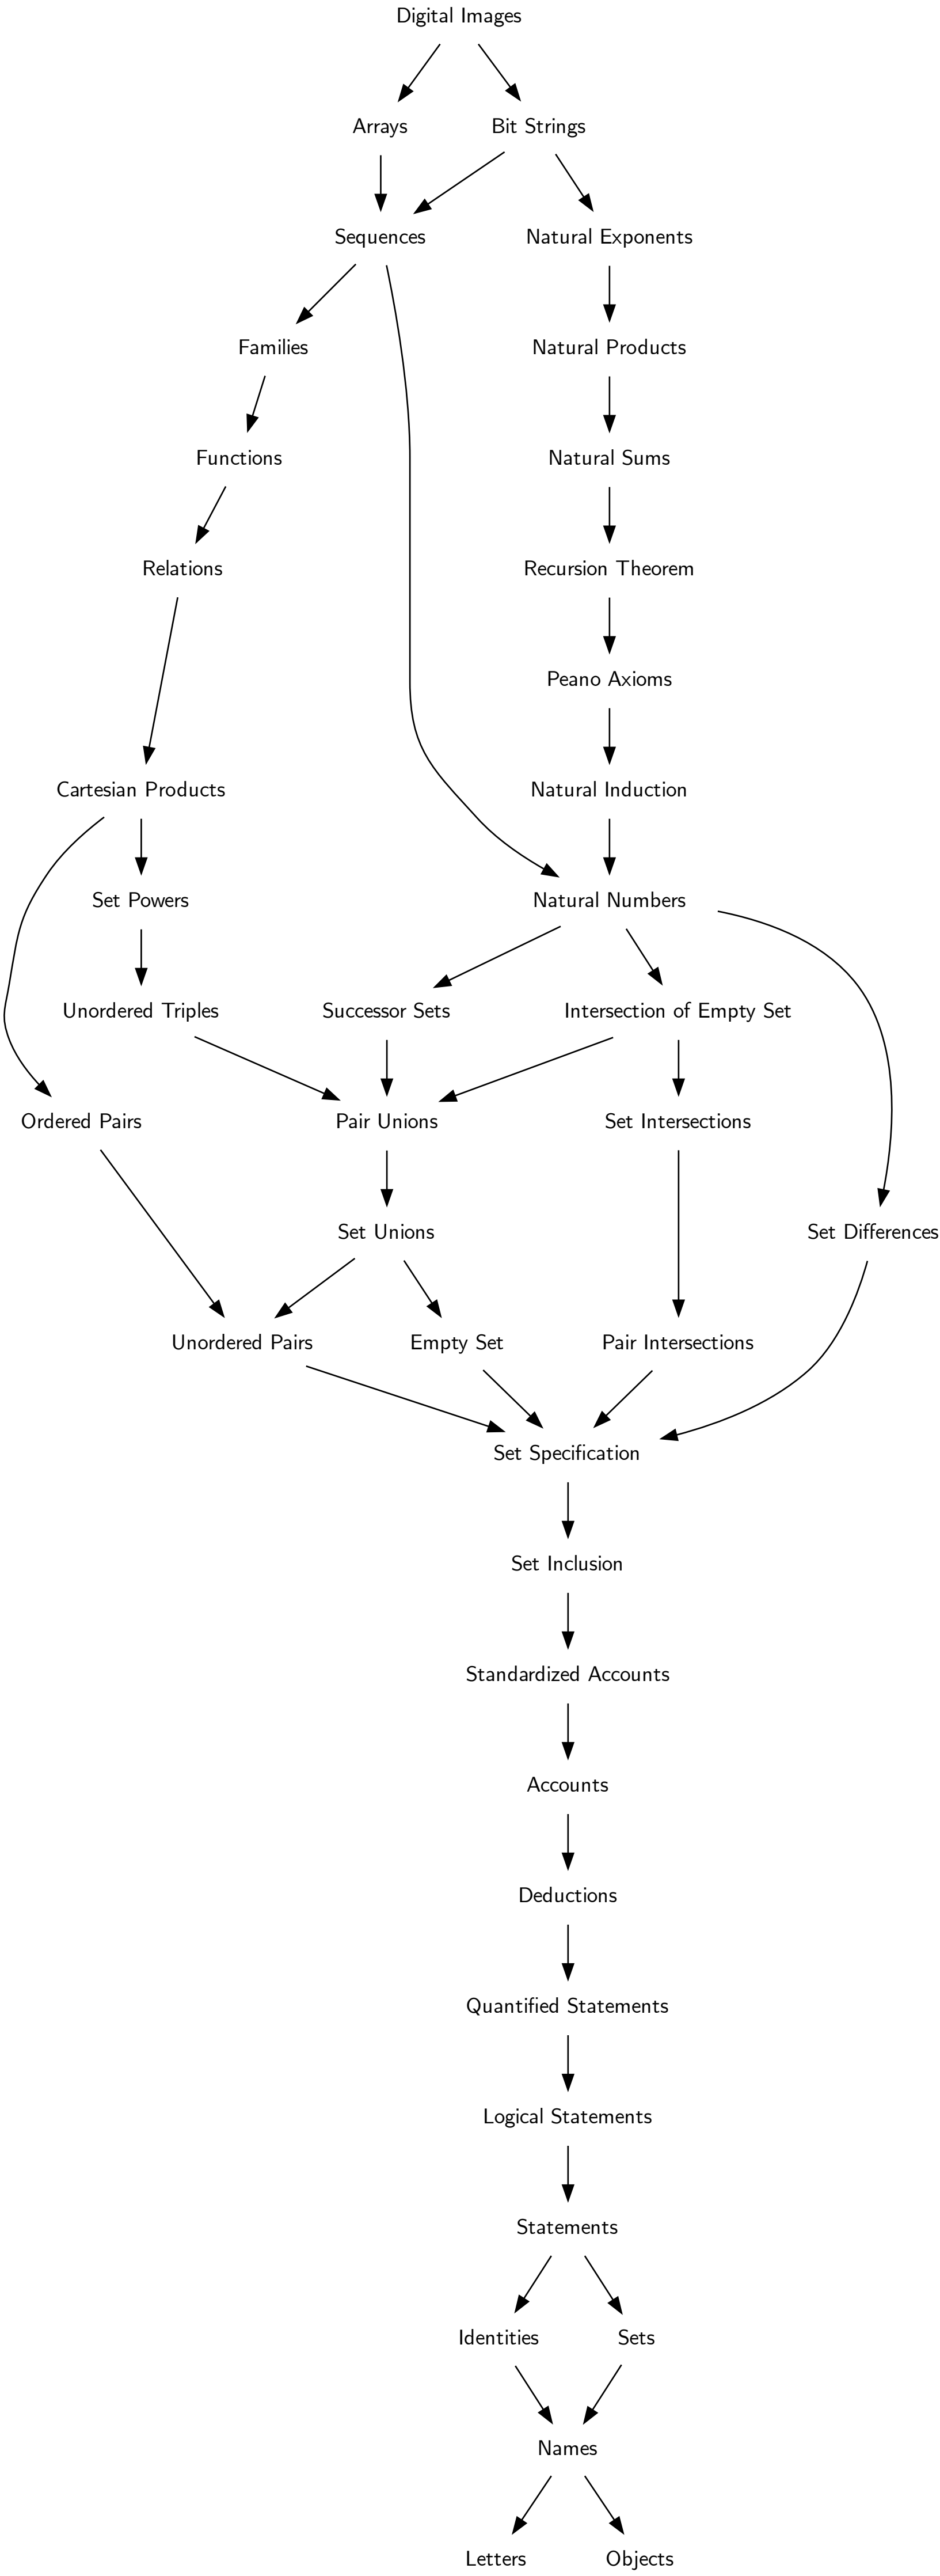 Digital Images
Arrays
Bit Strings
Sequences
Natural Exponents
Families
Natural Products
Functions
Natural Sums
Relations
Recursion Theorem
Peano Axioms
Cartesian Products
Natural Induction
Set Powers
Natural Numbers
Unordered Triples
Successor Sets
Intersection of Empty Set
Ordered Pairs
Pair Unions
Set Intersections
Set Unions
Set Differences
Unordered Pairs
Empty Set
Pair Intersections
Set Specification
Set Inclusion
Standardized Accounts
Accounts
Deductions
Quantified Statements
Logical Statements
Statements
Identities
Sets
Names
Letters
Objects